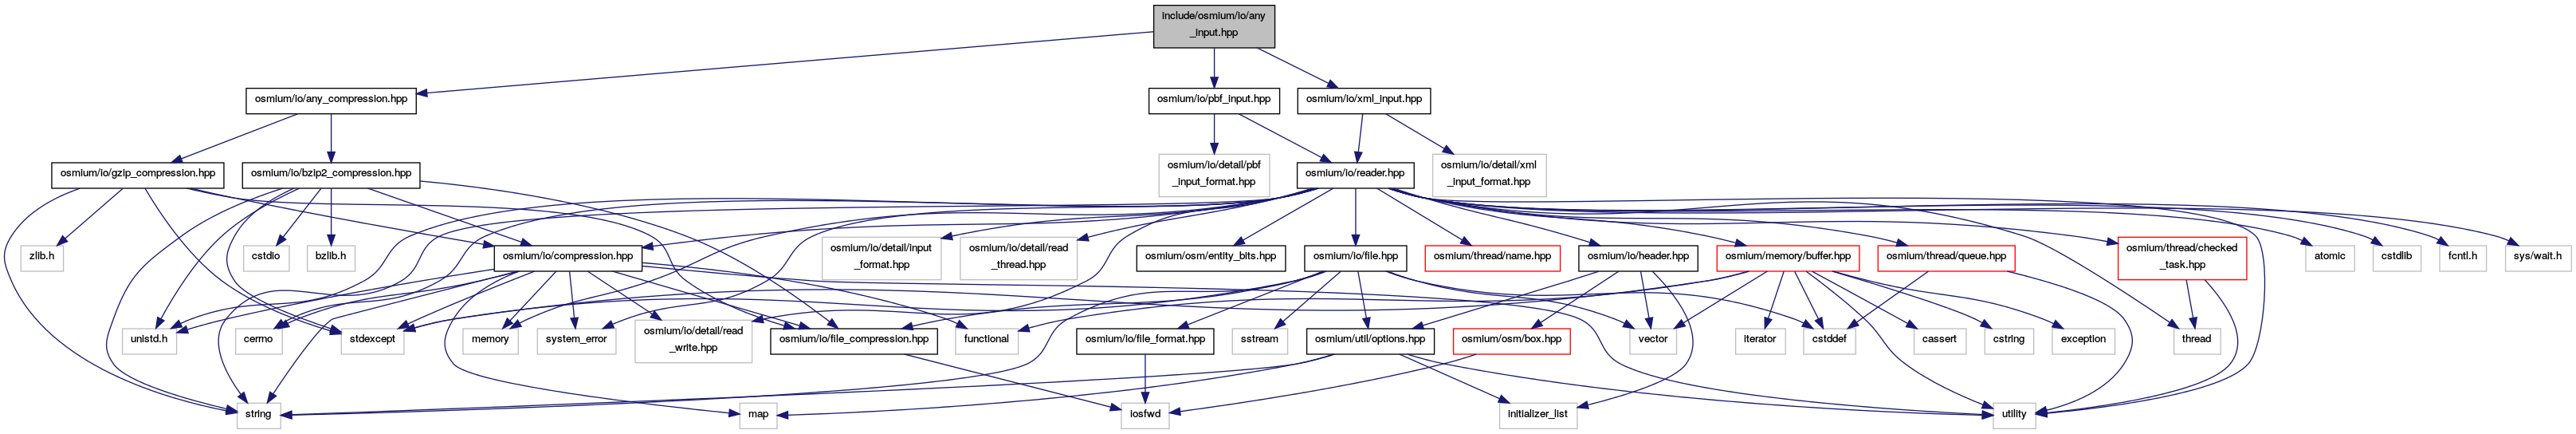 include/osmium/io/any
_input.hpp
osmium/io/any_compression.hpp
osmium/io/pbf_input.hpp
osmium/io/xml_input.hpp
osmium/io/gzip_compression.hpp
osmium/io/bzip2_compression.hpp
osmium/io/detail/pbf
_input_format.hpp
osmium/io/reader.hpp
osmium/io/detail/xml
_input_format.hpp
zlib.h
cstdio
bzlib.h
osmium/io/compression.hpp
osmium/io/detail/input
_format.hpp
osmium/io/detail/read
_thread.hpp
osmium/osm/entity_bits.hpp
osmium/io/file.hpp
osmium/thread/name.hpp
osmium/io/header.hpp
osmium/memory/buffer.hpp
osmium/thread/queue.hpp
osmium/thread/checked
_task.hpp
atomic
cstdlib
fcntl.h
sys/wait.h
unistd.h
cerrno
stdexcept
memory
system_error
osmium/io/detail/read
_write.hpp
osmium/io/file_compression.hpp
functional
osmium/io/file_format.hpp
sstream
osmium/util/options.hpp
osmium/osm/box.hpp
vector
iterator
cstddef
cassert
cstring
exception
thread
string
map
iosfwd
initializer_list
utility